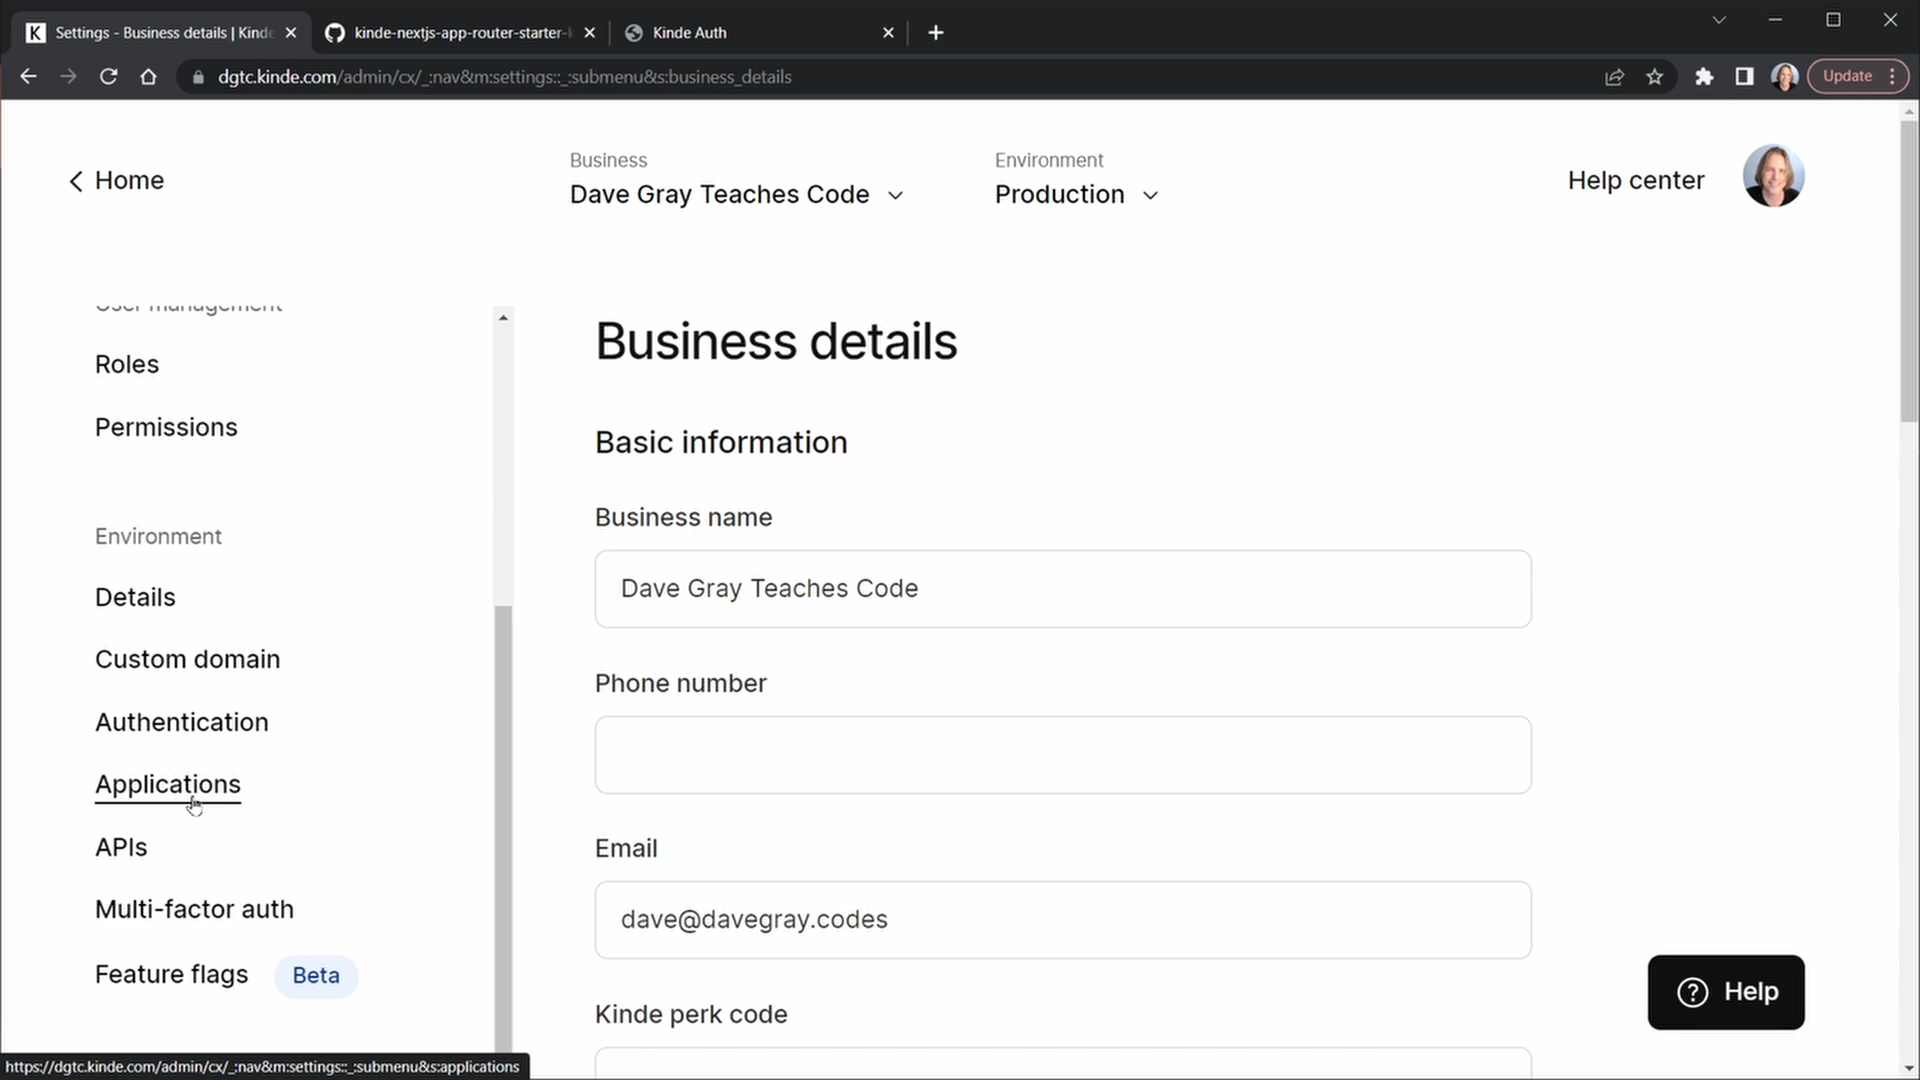 Settings - Business details | Kinde
kinde-nextjs-app-router-starter-
Kinde Auth
dgtc.kinde.com/admin/cx/_:nav&m:settings::_:submenu&s:business_details
Update
Home
Business
Dave Gray Teaches Code
Environment
Production
Help center
User management
Roles
Permissions
Environment
Details
Custom domain
Authentication
Applications
APIs
Multi-factor auth
Feature flags
Beta
Business details
Basic information
Business name
Dave Gray Teaches Code
Phone number
Email
dave@davegray.codes
Kinde perk code
Help
https://dgtc.kinde.com/admin/cx/_:nav&m:settings::_:submenu&s:applications